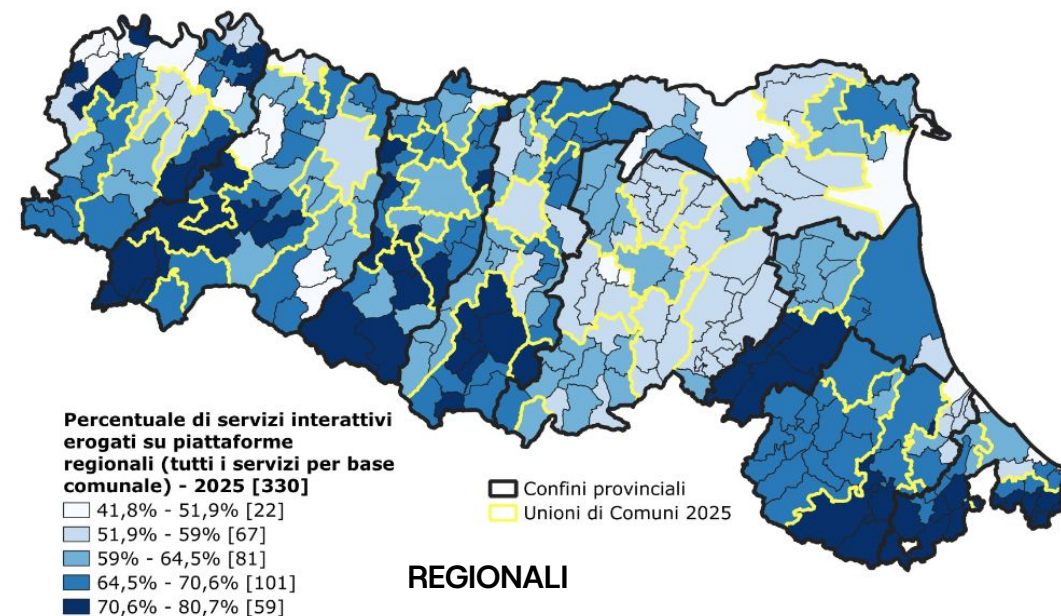 Percentuale di servizi interattivi
erogati su piattaforme
regionali (tutti i servizi per base
comunale) - 2025 [330]
41,8% - 51,9% [22]
51,9% - 59% [67]
59% - 64,5% [81]
64,5% - 70,6% [101]
70,6% - 80,7% [59]
Confini provinciali
Unioni di Comuni 2025
REGIONALI